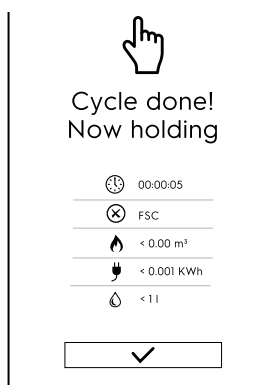 Cycle done!
Now holding
00:00:05
FSC
< 0.00 m³
< 0.001 KWh
< 1 l